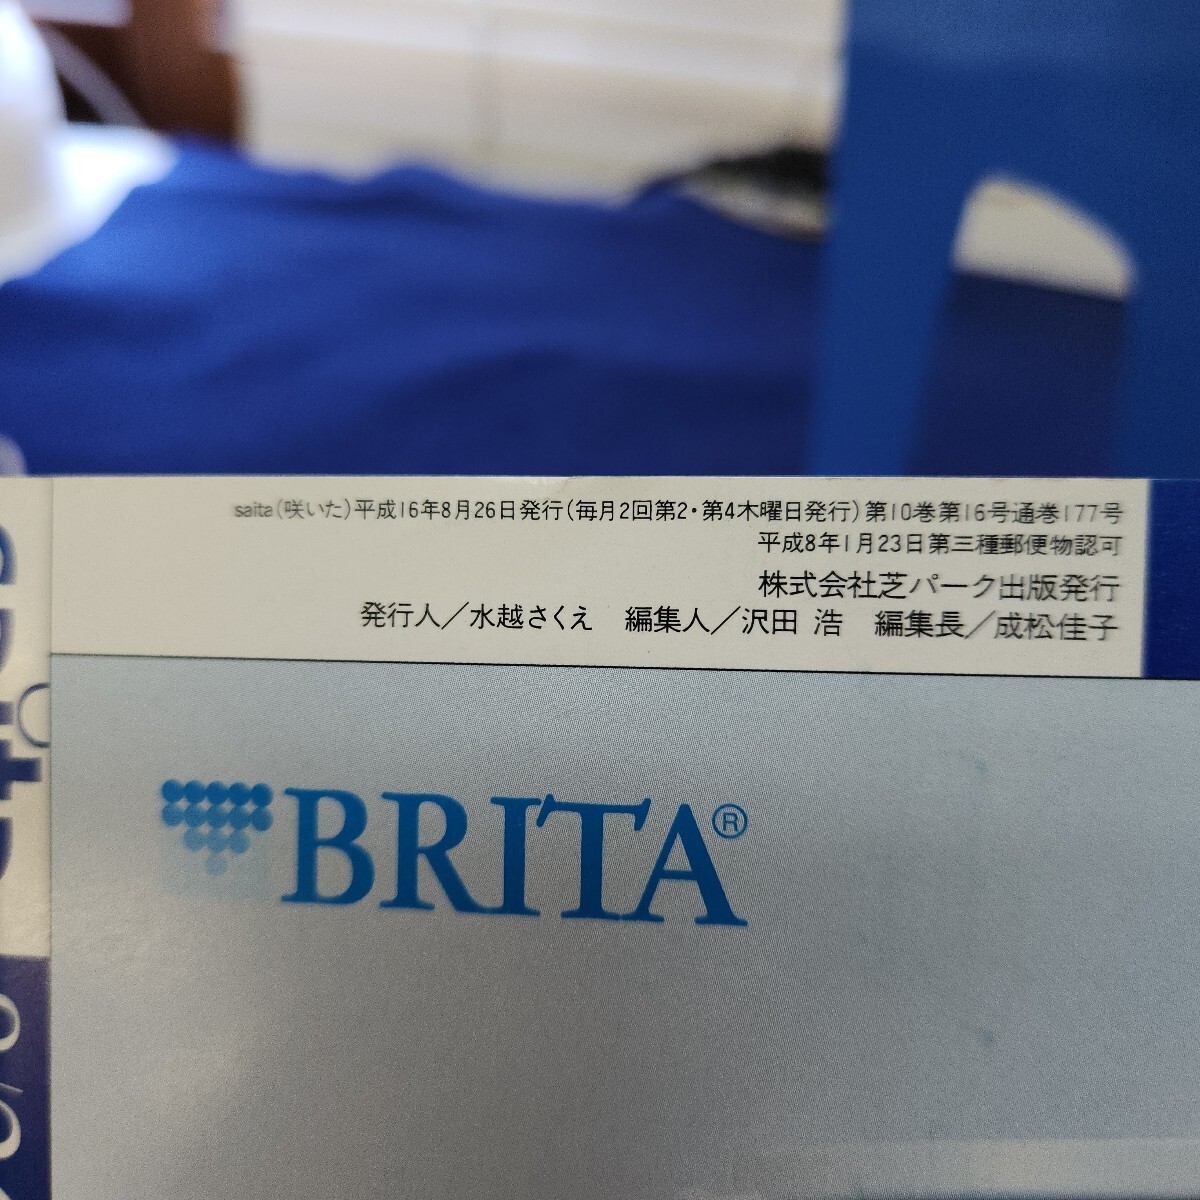 saita(咲いた)平成16年8月26日発行(毎月2回第2・第4木曜日発行)第10巻第16号通巻177号
平成8年1月23日第三種郵便物認可
株式会社芝パーク出版発行
発行人／水越さくえ　編集人／沢田 浩　編集長／成松佳子
BRITA®
saita